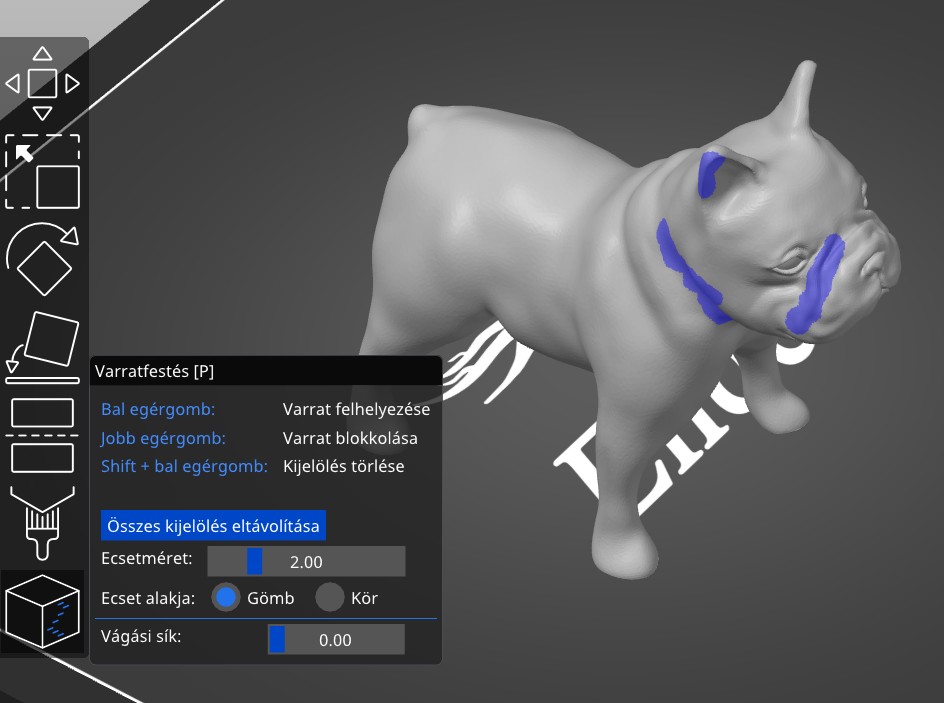 Varratfestés [P]
Bal egérgomb: Varrat felhelyezése
Jobb egérgomb: Varrat blokkolása
Shift + bal egérgomb: Kijelölés törlése
Összes kijelölés eltávolítása
Ecsetméret: 2.00
Ecset alakja: Gömb Kör
Vágási sík: 0.00